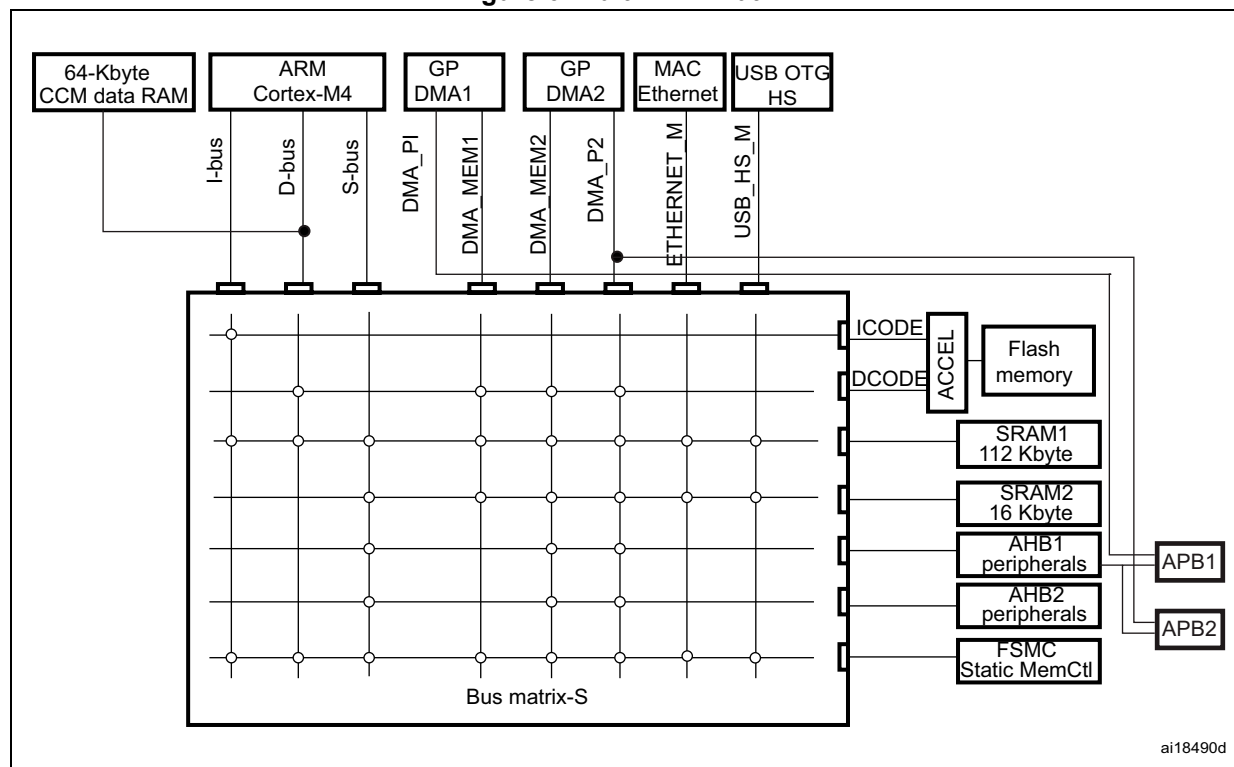 64-Kbyte
CCM data RAM
ARM
Cortex-M4
GP
DMA1
GP
DMA2
MAC
Ethernet
USB OTG
HS
I-bus
D-bus
S-bus
DMA_PI
DMA_MEM1
DMA_MEM2
DMA_P2
ETHERNET_M
USB_HS_M
ICODE
DCODE
ACCEL
Flash
memory
SRAM1
112 Kbyte
SRAM2
16 Kbyte
AHB1
peripherals
AHB2
peripherals
FSMC
Static MemCtl
APB1
APB2
Bus matrix-S
ai18490d